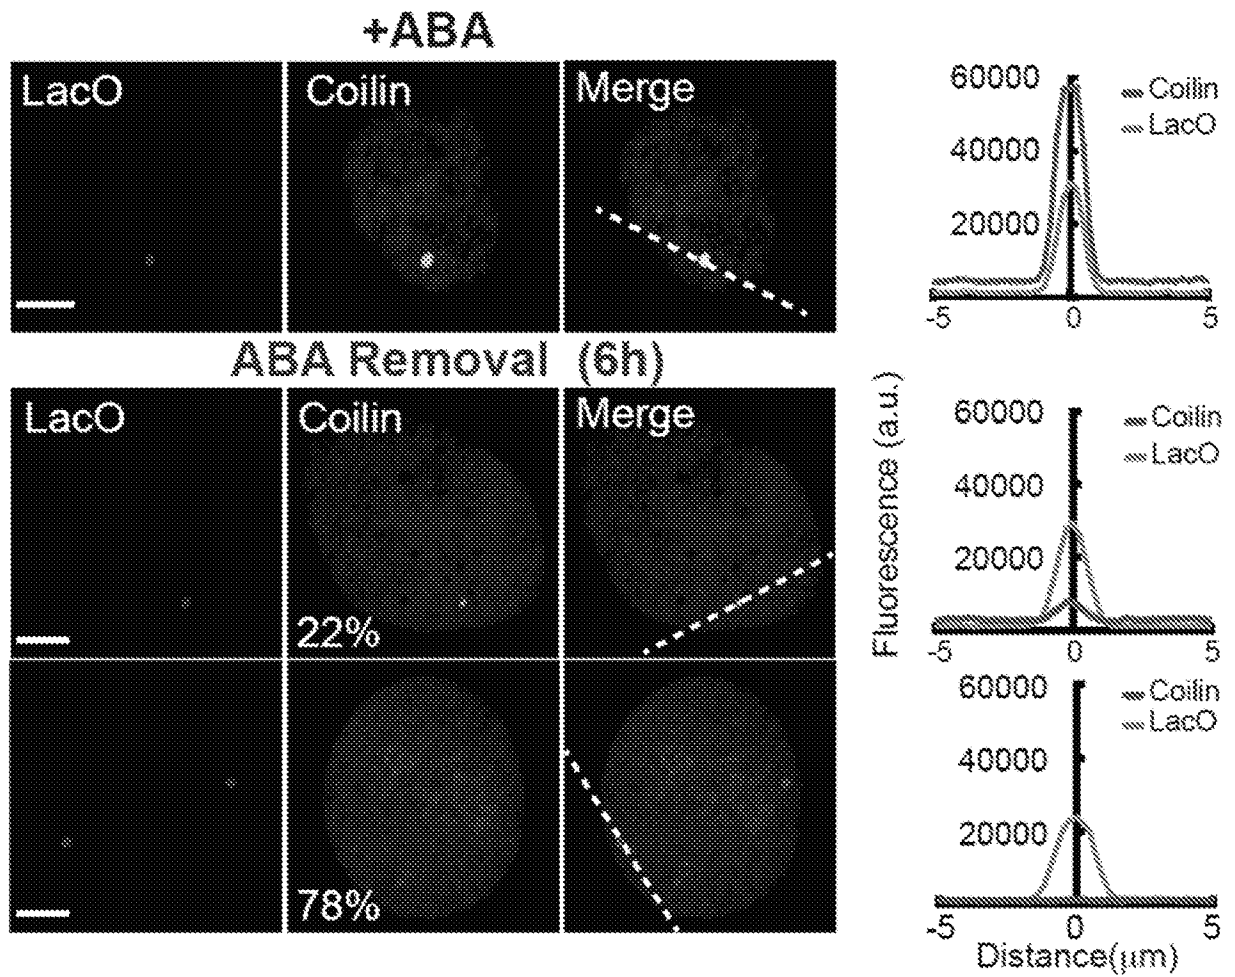 +ABA
LacO Coilin Merge
60000
40000
20000
-5 0 5
Coilin
LacO
ABA Removal (6h)
LacO Coilin Merge
22%
78%
Fluorescence (a.u.)
60000
40000
20000
-5 0 5
Coilin
LacO
60000
40000
20000
-5 0 5
Coilin
LacO
Distance(μm)